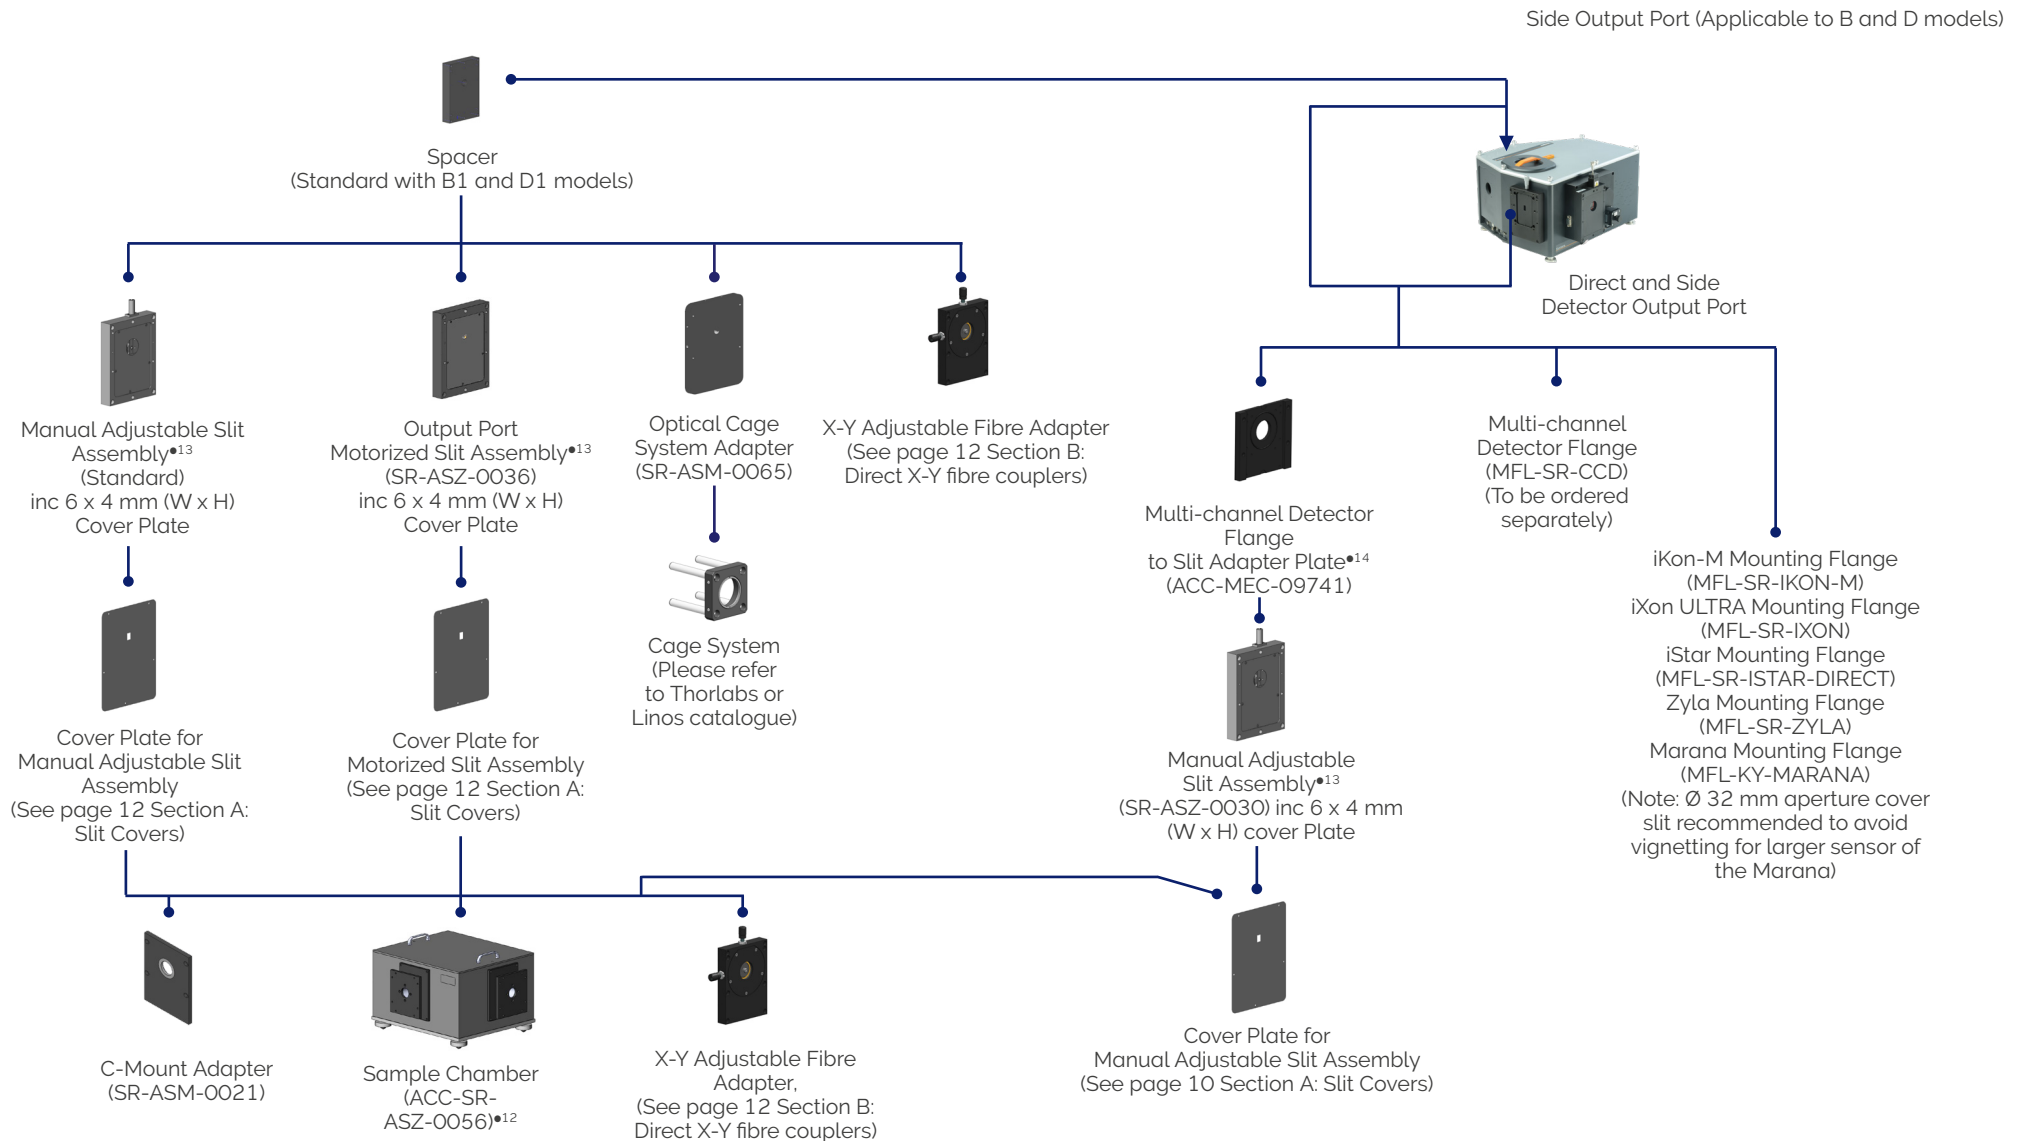 Side Output Port (Applicable to B and D models)
Spacer
(Standard with B1 and D1 models)
Direct and Side
Detector Output Port
Manual Adjustable Slit
Assembly●13
(Standard)
inc 6 x 4 mm (W x H)
Cover Plate
Output Port
Motorized Slit Assembly●13
(SR-ASZ-0036)
inc 6 x 4 mm (W x H)
Cover Plate
Optical Cage
System Adapter
(SR-ASM-0065)
X-Y Adjustable Fibre Adapter
(See page 12 Section B:
Direct X-Y fibre couplers)
Multi-channel Detector
Flange
to Slit Adapter Plate●14
(ACC-MEC-09741)
Multi-channel
Detector Flange
(MFL-SR-CCD)
(To be ordered
separately)
iKon-M Mounting Flange
(MFL-SR-IKON-M)
iXon ULTRA Mounting Flange
(MFL-SR-IXON)
iStar Mounting Flange
(MFL-SR-ISTAR-DIRECT)
Zyla Mounting Flange
(MFL-SR-ZYLA)
Marana Mounting Flange
(MFL-KY-MARANA)
(Note: Ø 32 mm aperture cover
slit recommended to avoid
vignetting for larger sensor of
the Marana)
Cage System
(Please refer
to Thorlabs or
Linos catalogue)
Cover Plate for
Manual Adjustable Slit
Assembly
(See page 12 Section A:
Slit Covers)
Cover Plate for
Motorized Slit Assembly
(See page 12 Section A:
Slit Covers)
Manual Adjustable
Slit Assembly●13
(SR-ASZ-0030) inc 6 x 4 mm
(W x H) cover Plate
C-Mount Adapter
(SR-ASM-0021)
Sample Chamber
(ACC-SR-
ASZ-0056)●12
X-Y Adjustable Fibre
Adapter,
(See page 12 Section B:
Direct X-Y fibre couplers)
Cover Plate for
Manual Adjustable Slit Assembly
(See page 10 Section A: Slit Covers)